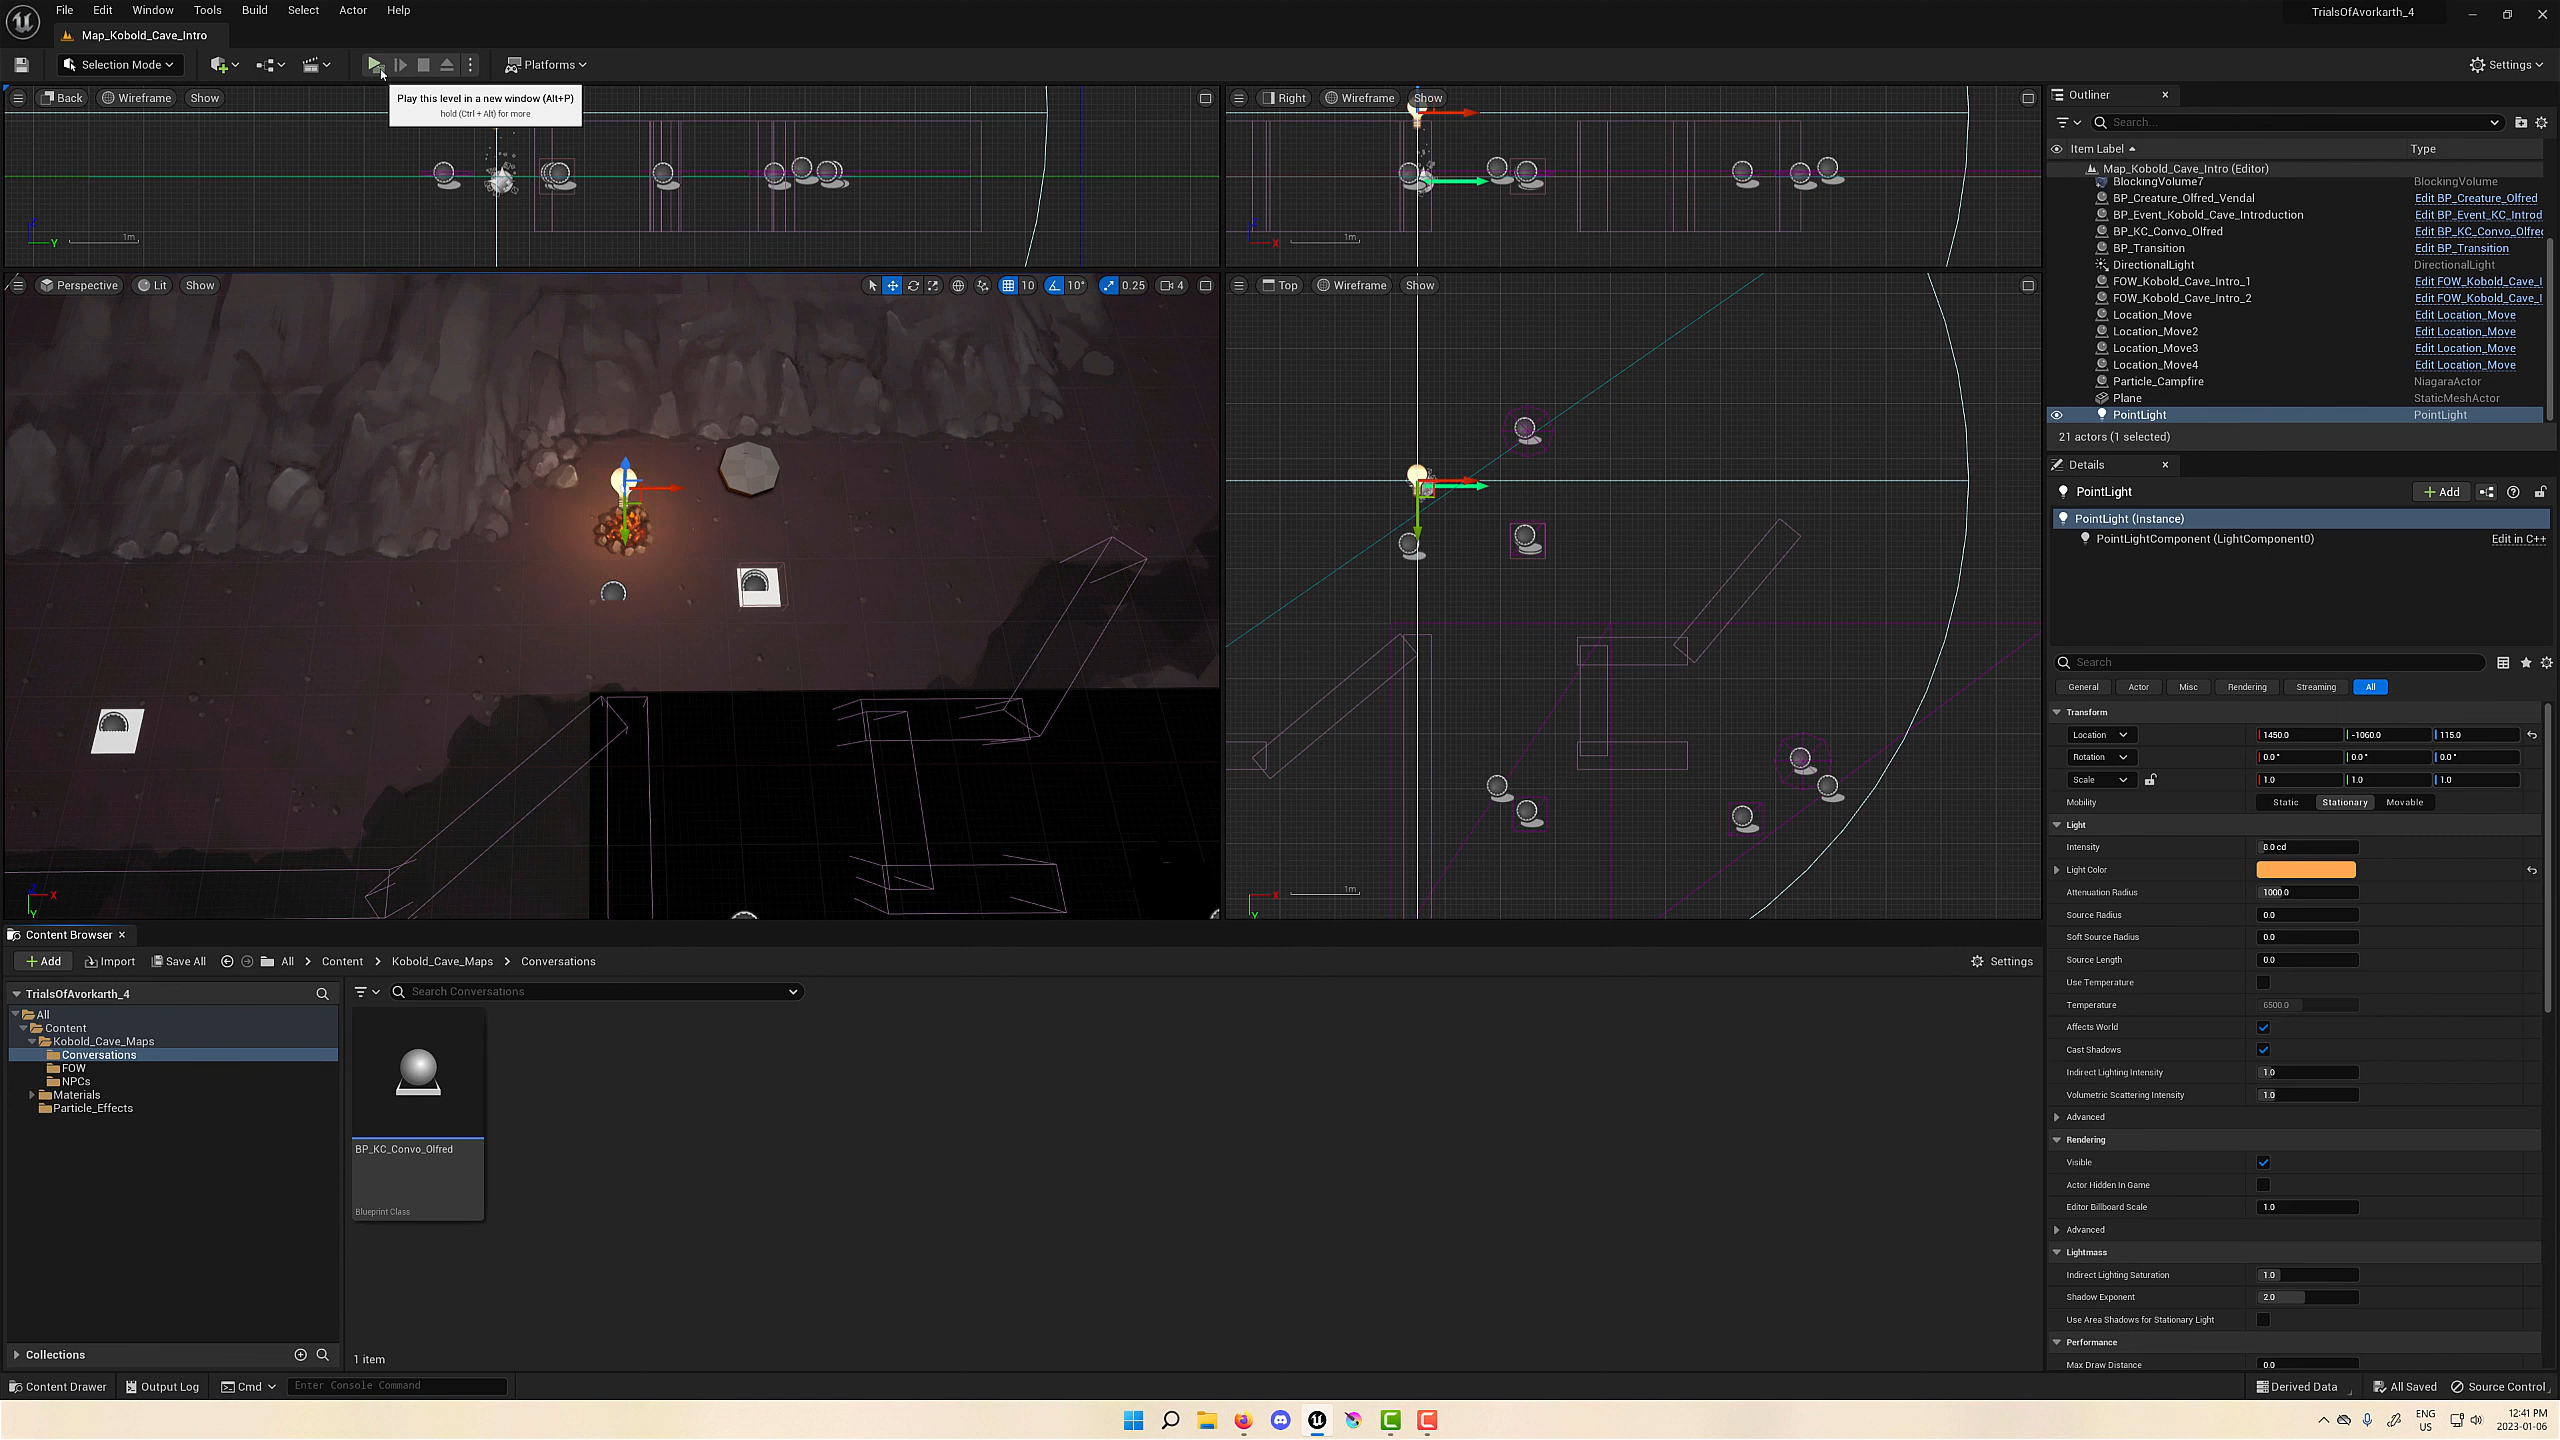 File Edit Window Tools Build Select Actor Help
TrialsOfAvorkarth_4
Map_Kobold_Cave_Intro
Selection Mode
Platforms
Settings
Back Wireframe Show
Play this level in a new window (Alt+P)
hold (Ctrl + Alt) for more
Z Y 1m
Right Wireframe Show
X 1m
Perspective Lit Show
10 10° 0.25 4
Z X Y
Top Wireframe Show
X Y 1m
Outliner
Search...
Item Label Type
Map_Kobold_Cave_Intro (Editor)
BlockingVolume7 BlockingVolume
BP_Creature_Olfred_Vendal Edit BP_Creature_Olfred
BP_Event_Kobold_Cave_Introduction Edit BP_Event_KC_Introd
BP_KC_Convo_Olfred Edit BP_KC_Convo_Olfred
BP_Transition Edit BP_Transition
DirectionalLight DirectionalLight
FOW_Kobold_Cave_Intro_1 Edit FOW_Kobold_Cave_I
FOW_Kobold_Cave_Intro_2 Edit FOW_Kobold_Cave_I
Location_Move Edit Location_Move
Location_Move2 Edit Location_Move
Location_Move3 Edit Location_Move
Location_Move4 Edit Location_Move
Particle_Campfire NiagaraActor
Plane StaticMeshActor
PointLight PointLight
21 actors (1 selected)
Details
PointLight
Add
PointLight (Instance)
PointLightComponent (LightComponent0) Edit in C++
Search
General Actor Misc Rendering Streaming All
Transform
Location 1450.0 -1060.0 115.0
Rotation 0.0° 0.0° 0.0°
Scale 1.0 1.0 1.0
Mobility Static Stationary Movable
Light
Intensity 8.0 cd
Light Color
Attenuation Radius 1000.0
Source Radius 0.0
Soft Source Radius 0.0
Source Length 0.0
Use Temperature
Temperature 6500.0
Affects World
Cast Shadows
Indirect Lighting Intensity 1.0
Volumetric Scattering Intensity 1.0
Advanced
Rendering
Visible
Actor Hidden In Game
Editor Billboard Scale 1.0
Advanced
Lightmass
Indirect Lighting Saturation 1.0
Shadow Exponent 2.0
Use Area Shadows for Stationary Light
Performance
Max Draw Distance 0.0
Content Browser
Add Import Save All All Content Kobold_Cave_Maps Conversations
Settings
TrialsOfAvorkarth_4
All
Content
Kobold_Cave_Maps
Conversations
FOW
NPCs
Materials
Particle_Effects
Collections
Search Conversations
BP_KC_Convo_Olfred
Blueprint Class
1 item
Content Drawer Output Log Cmd Enter Console Command
Derived Data All Saved Source Control
ENG
US
12:41 PM
2023-01-06